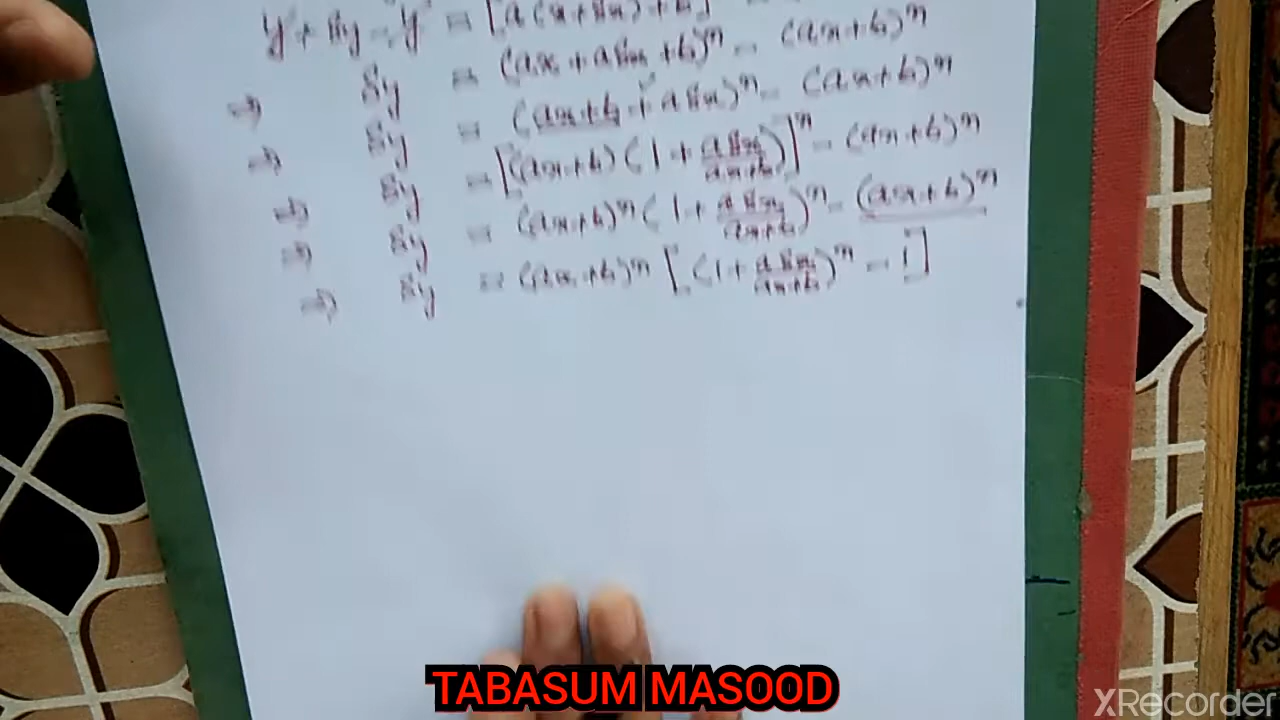 y + δy - y = [a(x+δx)+b]
δy = (ax + aδx + b)ⁿ - (ax+b)ⁿ
⇒ δy = (ax+b + aδx)ⁿ - (ax+b)ⁿ
⇒ δy = [(ax+b)(1 + aδx/ax+b)]ⁿ - (ax+b)ⁿ
⇒ δy = (ax+b)ⁿ (1 + aδx/ax+b)ⁿ - (ax+b)ⁿ
⇒ δy = (ax+b)ⁿ [(1 + aδx/ax+b)ⁿ - 1]
TABASUM MASOOD
XRecorder